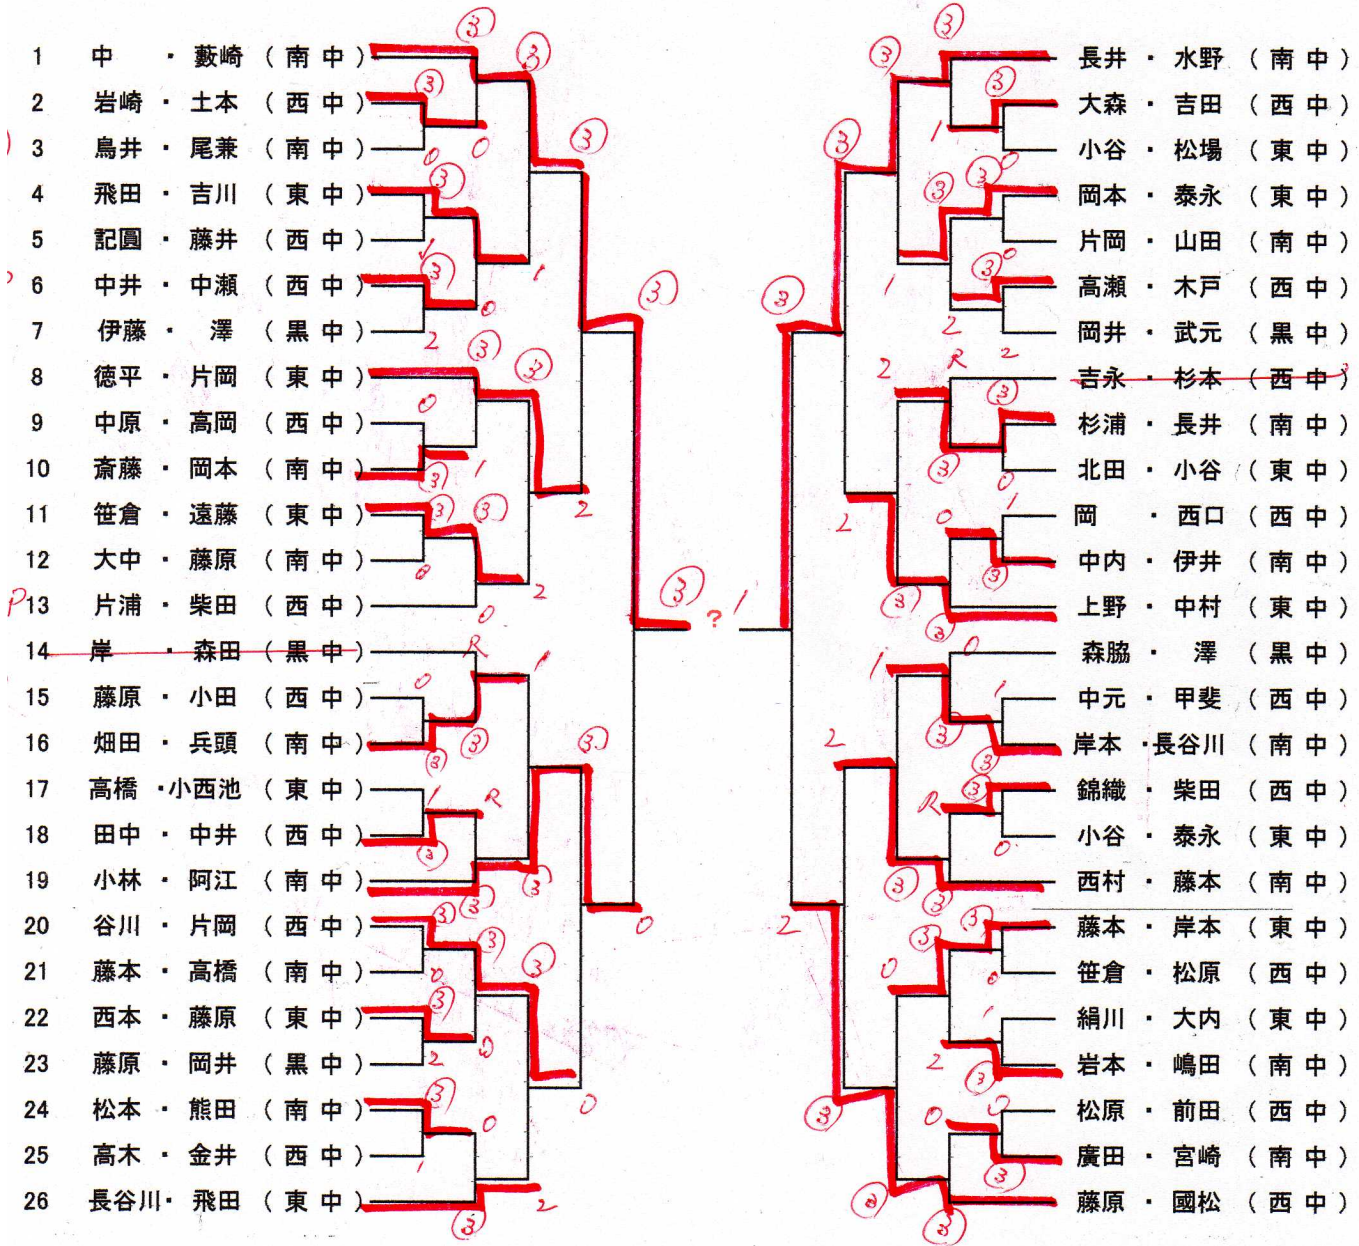 1 中 ・ 藪崎 ( 南 中 )
2 岩崎 ・ 土本 ( 西 中 )
3 鳥井 ・ 尾兼 ( 南 中 )
4 飛田 ・ 吉川 ( 東 中 )
5 記圓 ・ 藤井 ( 西 中 )
6 中井 ・ 中瀬 ( 西 中 )
7 伊藤 ・ 澤 ( 黒 中 )
8 徳平 ・ 片岡 ( 東 中 )
9 中原 ・ 高岡 ( 西 中 )
10 斎藤 ・ 岡本 ( 南 中 )
11 笹倉 ・ 遠藤 ( 東 中 )
12 大中 ・ 藤原 ( 南 中 )
13 片浦 ・ 柴田 ( 西 中 )
14 岸 ・ 森田 ( 黒 中 )
15 藤原 ・ 小田 ( 西 中 )
16 畑田 ・ 兵頭 ( 南 中 )
17 高橋 ・小西池 ( 東 中 )
18 田中 ・ 中井 ( 西 中 )
19 小林 ・ 阿江 ( 南 中 )
20 谷川 ・ 片岡 ( 西 中 )
21 藤本 ・ 高橋 ( 南 中 )
22 西本 ・ 藤原 ( 東 中 )
23 藤原 ・ 岡井 ( 黒 中 )
24 松本 ・ 熊田 ( 南 中 )
25 高木 ・ 金井 ( 西 中 )
26 長谷川・ 飛田 ( 東 中 )
③ ?
1
長井 ・ 水野 ( 南 中 )
大森 ・ 吉田 ( 西 中 )
小谷 ・ 松場 ( 東 中 )
岡本 ・ 泰永 ( 東 中 )
片岡 ・ 山田 ( 南 中 )
高瀬 ・ 木戸 ( 西 中 )
岡井 ・ 武元 ( 黒 中 )
吉永 ・ 杉本 ( 西 中 )
杉浦 ・ 長井 ( 南 中 )
北田 ・ 小谷 ( 東 中 )
岡 ・ 西口 ( 西 中 )
中内 ・ 伊井 ( 南 中 )
上野 ・ 中村 ( 東 中 )
森脇 ・ 澤 ( 黒 中 )
中元 ・ 甲斐 ( 西 中 )
岸本 ・長谷川 ( 南 中 )
錦織 ・ 柴田 ( 西 中 )
小谷 ・ 泰永 ( 東 中 )
西村 ・ 藤本 ( 南 中 )
藤本 ・ 岸本 ( 東 中 )
笹倉 ・ 松原 ( 西 中 )
絹川 ・ 大内 ( 東 中 )
岩本 ・ 嶋田 ( 南 中 )
松原 ・ 前田 ( 西 中 )
廣田 ・ 宮崎 ( 南 中 )
藤原 ・ 國松 ( 西 中 )